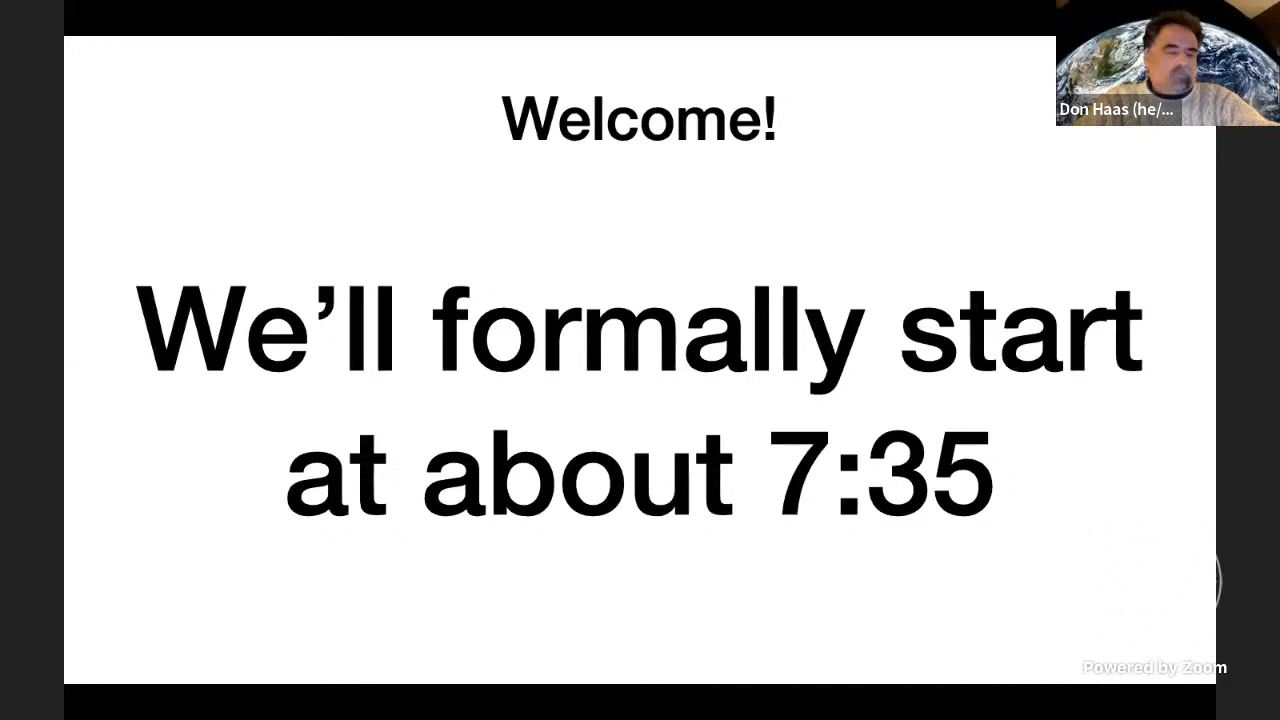 Welcome!
Don Haas (he/...
We’ll formally start
at about 7:35
Powered by Zoom